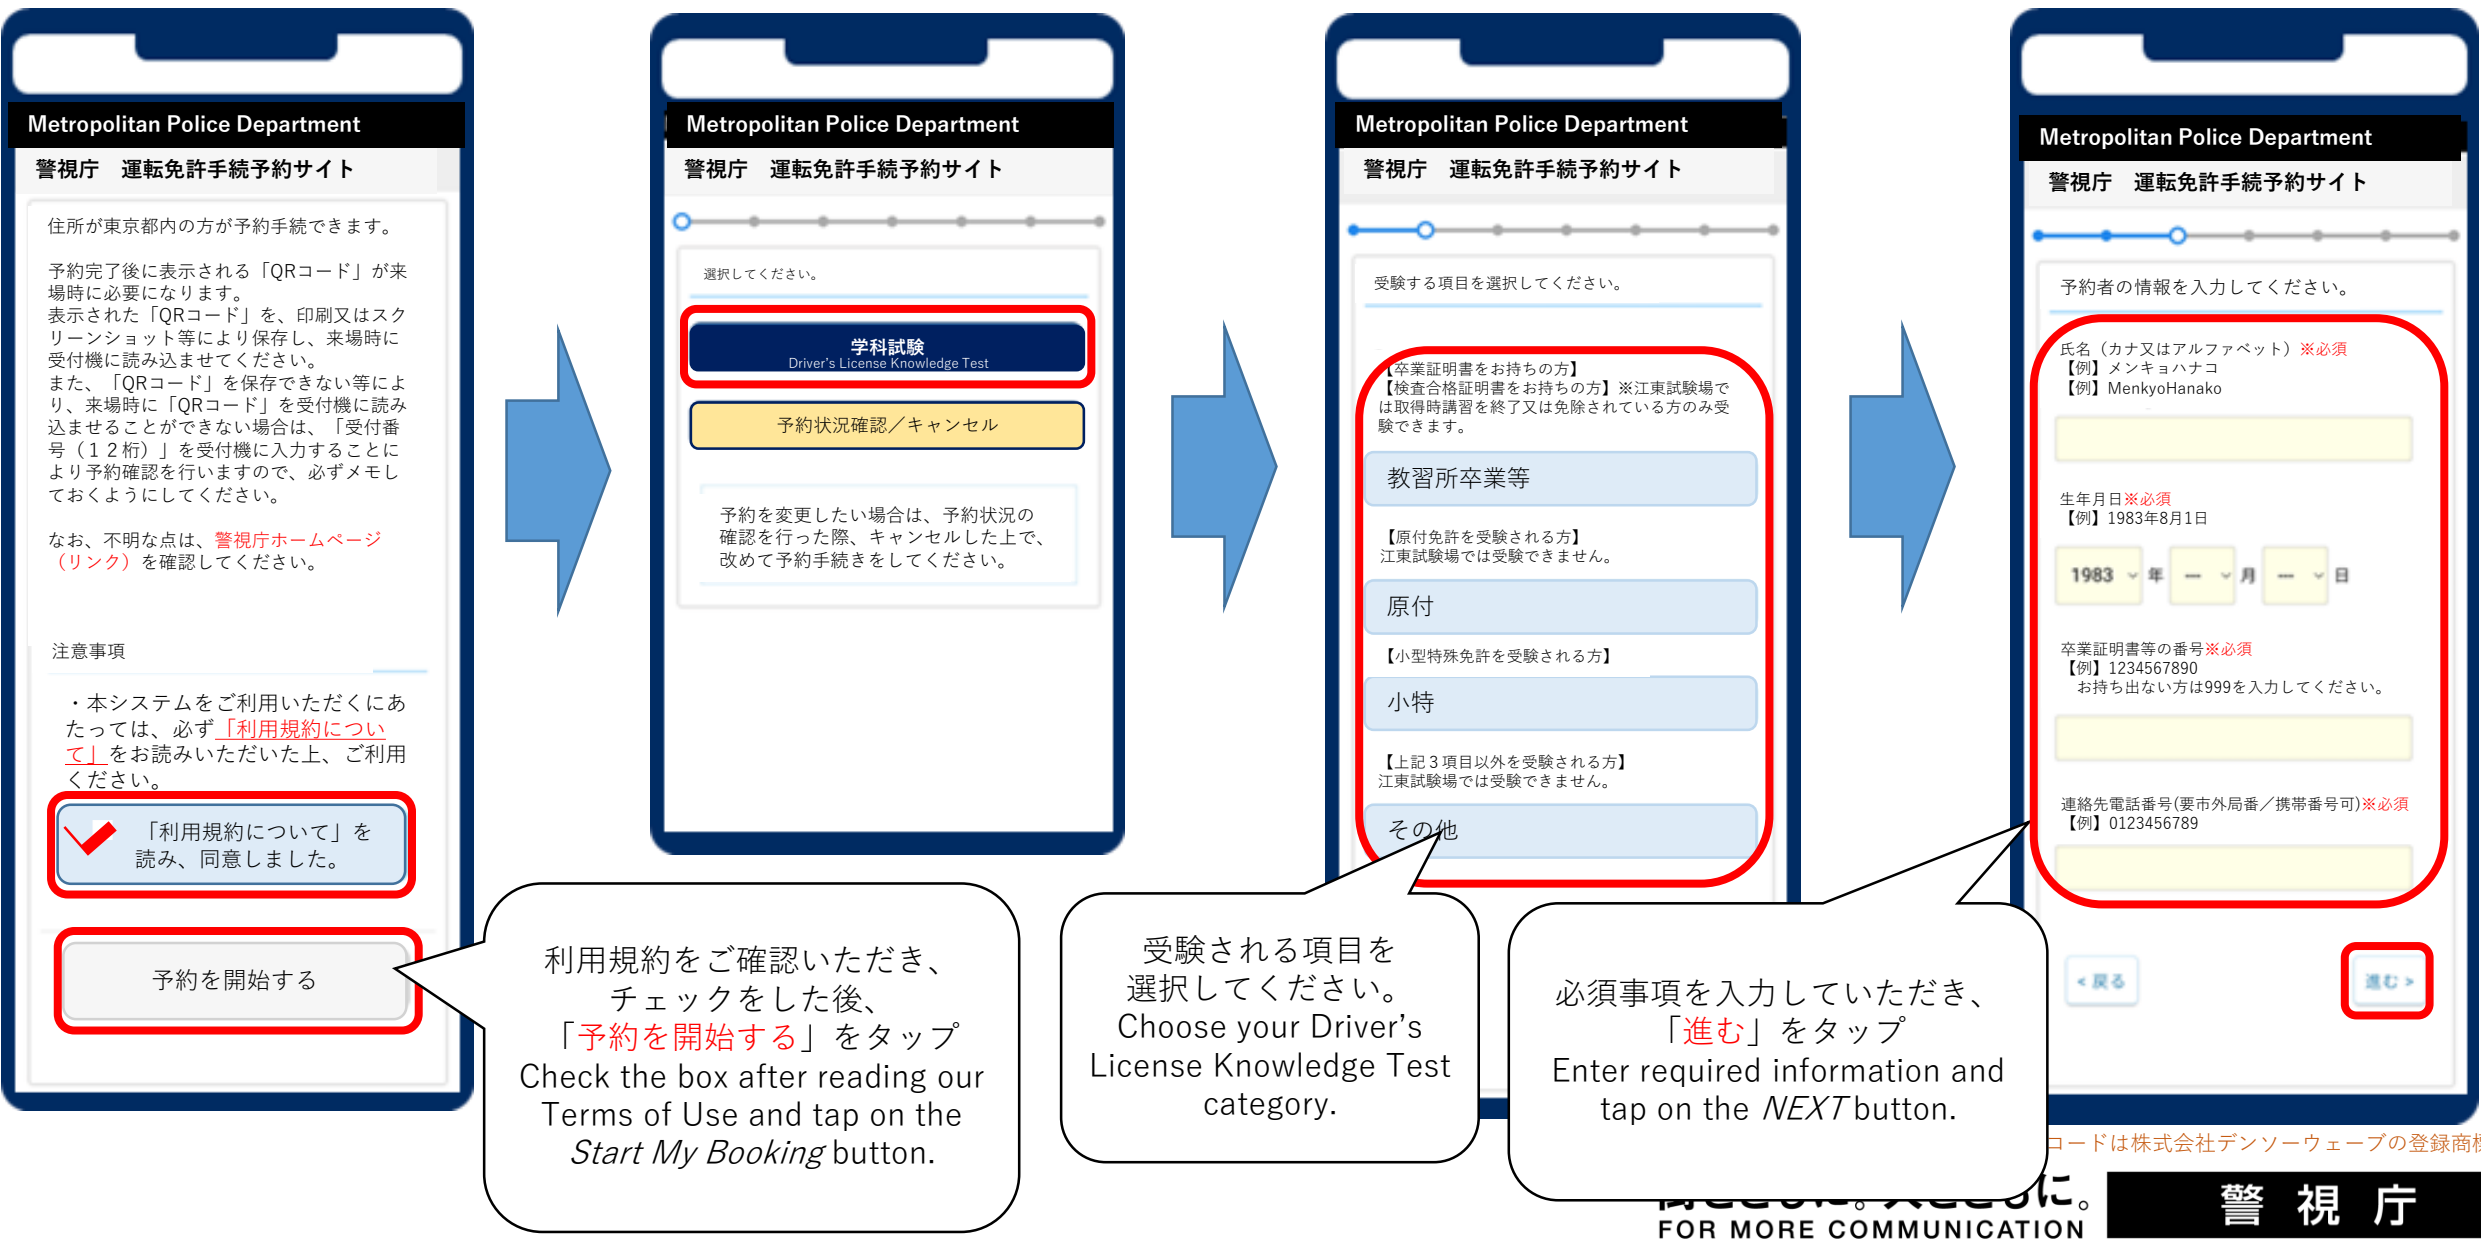 Metropolitan Police Department
警視庁　運転免許手続予約サイト
住所が東京都内の方が予約手続できます。
予約完了後に表示される「QRコード」が来
場時に必要になります。
表示された「QRコード」を、印刷又はスク
リーンショット等により保存し、来場時に
受付機に読み込ませてください。
また、「QRコード」を保存できない等によ
り、来場時に「QRコード」を受付機に読み
込ませることができない場合は、「受付番
号（１２桁）」を受付機に入力することに
より予約確認を行いますので、必ずメモし
ておくようにしてください。
なお、不明な点は、警視庁ホームページ
（リンク）を確認してください。
注意事項
・本システムをご利用いただくにあ
たっては、必ず「利用規約につい
て」をお読みいただいた上、ご利用
ください。
「利用規約について」を
読み、同意しました。
予約を開始する
利用規約をご確認いただき、
チェックをした後、
「予約を開始する」をタップ
Check the box after reading our
Terms of Use and tap on the
Start My Booking button.
Metropolitan Police Department
警視庁　運転免許手続予約サイト
選択してください。
学科試験
Driver's License Knowledge Test
予約状況確認／キャンセル
予約を変更したい場合は、予約状況の
確認を行った際、キャンセルした上で、
改めて予約手続きをしてください。
Metropolitan Police Department
警視庁　運転免許手続予約サイト
受験する項目を選択してください。
【卒業証明書をお持ちの方】
【検査合格証明書をお持ちの方】※江東試験場で
は取得時講習を終了又は免除されている方のみ受
験できます。
教習所卒業等
【原付免許を受験される方】
江東試験場では受験できません。
原付
【小型特殊免許を受験される方】
小特
【上記３項目以外を受験される方】
江東試験場では受験できません。
その他
受験される項目を
選択してください。
Choose your Driver's
License Knowledge Test
category.
Metropolitan Police Department
警視庁　運転免許手続予約サイト
予約者の情報を入力してください。
氏名（カナ又はアルファベット）※必須
【例】メンキョハナコ
【例】MenkyoHanako
生年月日※必須
【例】1983年8月1日
1983 年 --- 月 --- 日
卒業証明書等の番号※必須
【例】1234567890
お持ち出ない方は999を入力してください。
連絡先電話番号(要市外局番／携帯番号可)※必須
【例】0123456789
＜戻る
進む＞
必須事項を入力していただき、
「進む」をタップ
Enter required information and
tap on the NEXT button.
コードは株式会社デンソーウェーブの登録商
に。
FOR MORE COMMUNICATION
警視庁